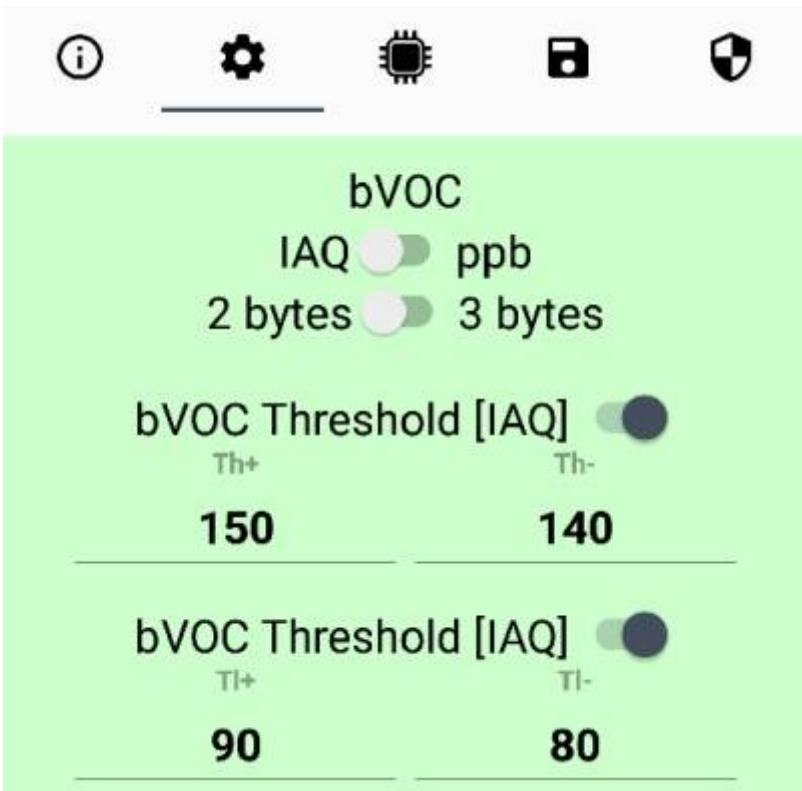 bVOC
IAQ ppb
2 bytes 3 bytes
bVOC Threshold [IAQ]
Th+ Th-
150 140
bVOC Threshold [IAQ]
Tl+ Tl-
90 80